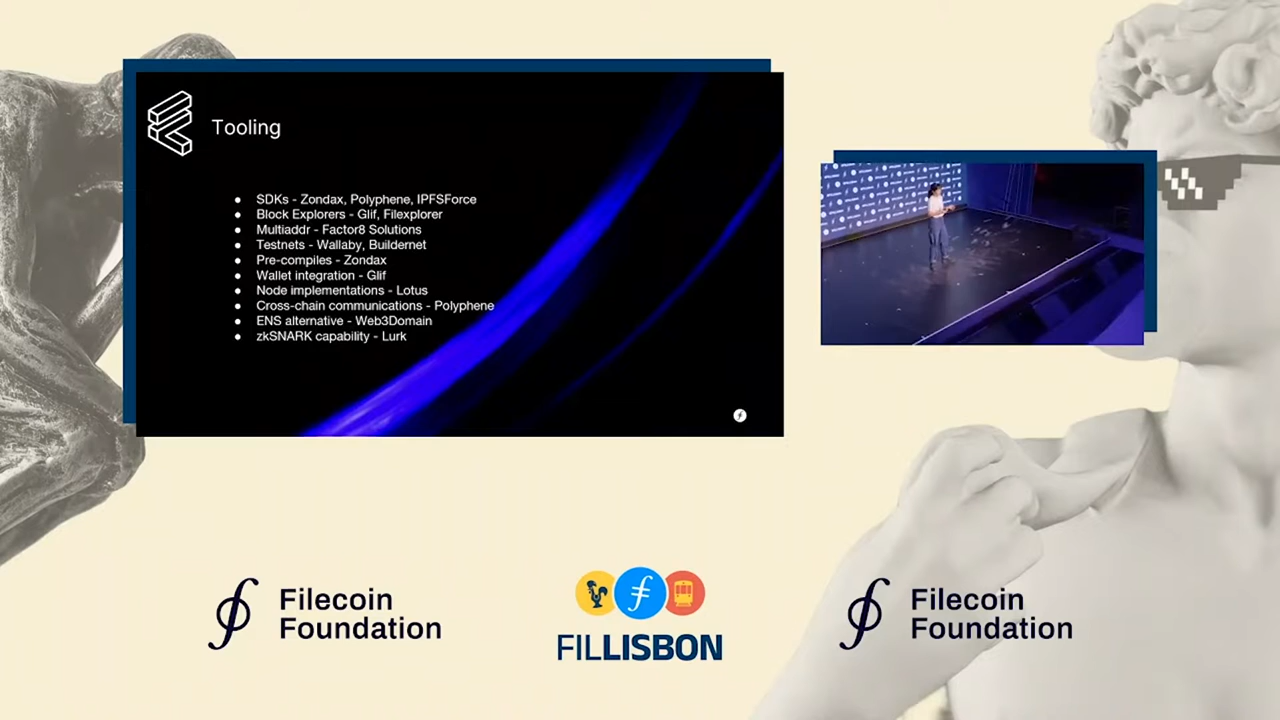 Tooling
SDKs - Zondax, Polyphene, IPFSForce
Block Explorers - Glif, Filexplorer
Multiaddr - Factor8 Solutions
Testnets - Wallaby, Buildernet
Pre-compiles - Zondax
Wallet integration - Glif
Node implementations - Lotus
Cross-chain communications - Polyphene
ENS alternative - Web3Domain
zkSNARK capability - Lurk
Filecoin
Foundation
FILLISBON
Filecoin
Foundation